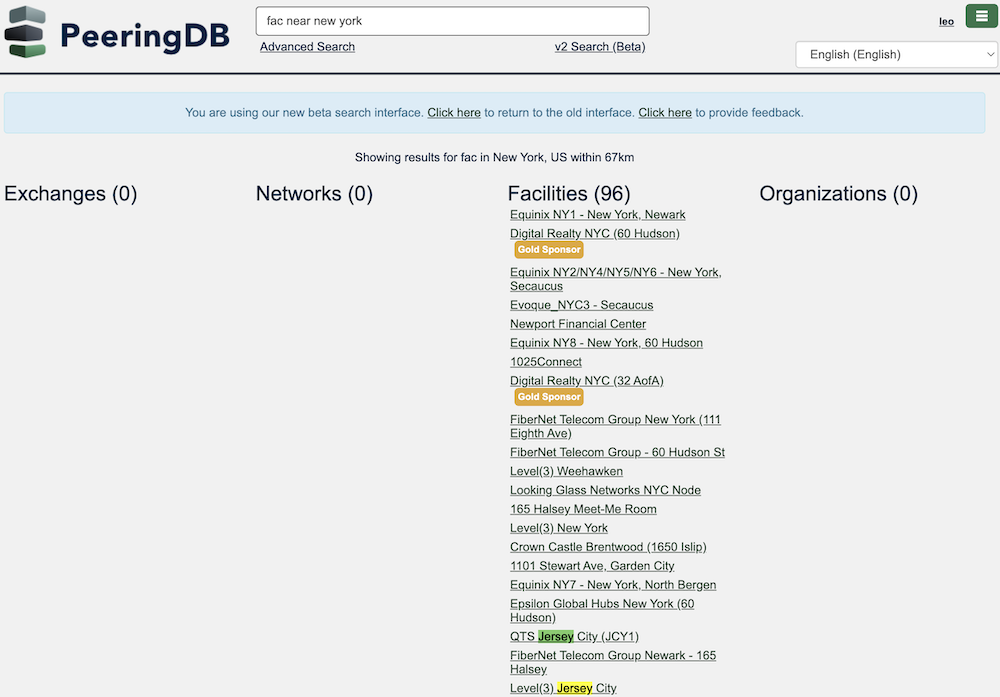 PeeringDB
fac near new york
Advanced Search
v2 Search (Beta)
leo
English (English)
You are using our new beta search interface. Click here to return to the old interface. Click here to provide feedback.
Showing results for fac in New York, US within 67km
Exchanges (0)
Networks (0)
Facilities (96)
Equinix NY1 - New York, Newark
Digital Realty NYC (60 Hudson)
Gold Sponsor
Equinix NY2/NY4/NY5/NY6 - New York,
Secaucus
Evoque_NYC3 - Secaucus
Newport Financial Center
Equinix NY8 - New York, 60 Hudson
1025Connect
Digital Realty NYC (32 AofA)
Gold Sponsor
FiberNet Telecom Group New York (111
Eighth Ave)
FiberNet Telecom Group - 60 Hudson St
Level(3) Weehawken
Looking Glass Networks NYC Node
165 Halsey Meet-Me Room
Level(3) New York
Crown Castle Brentwood (1650 Islip)
1101 Stewart Ave, Garden City
Equinix NY7 - New York, North Bergen
Epsilon Global Hubs New York (60
Hudson)
QTS Jersey City (JCY1)
FiberNet Telecom Group Newark - 165
Halsey
Level(3) Jersey City
Organizations (0)